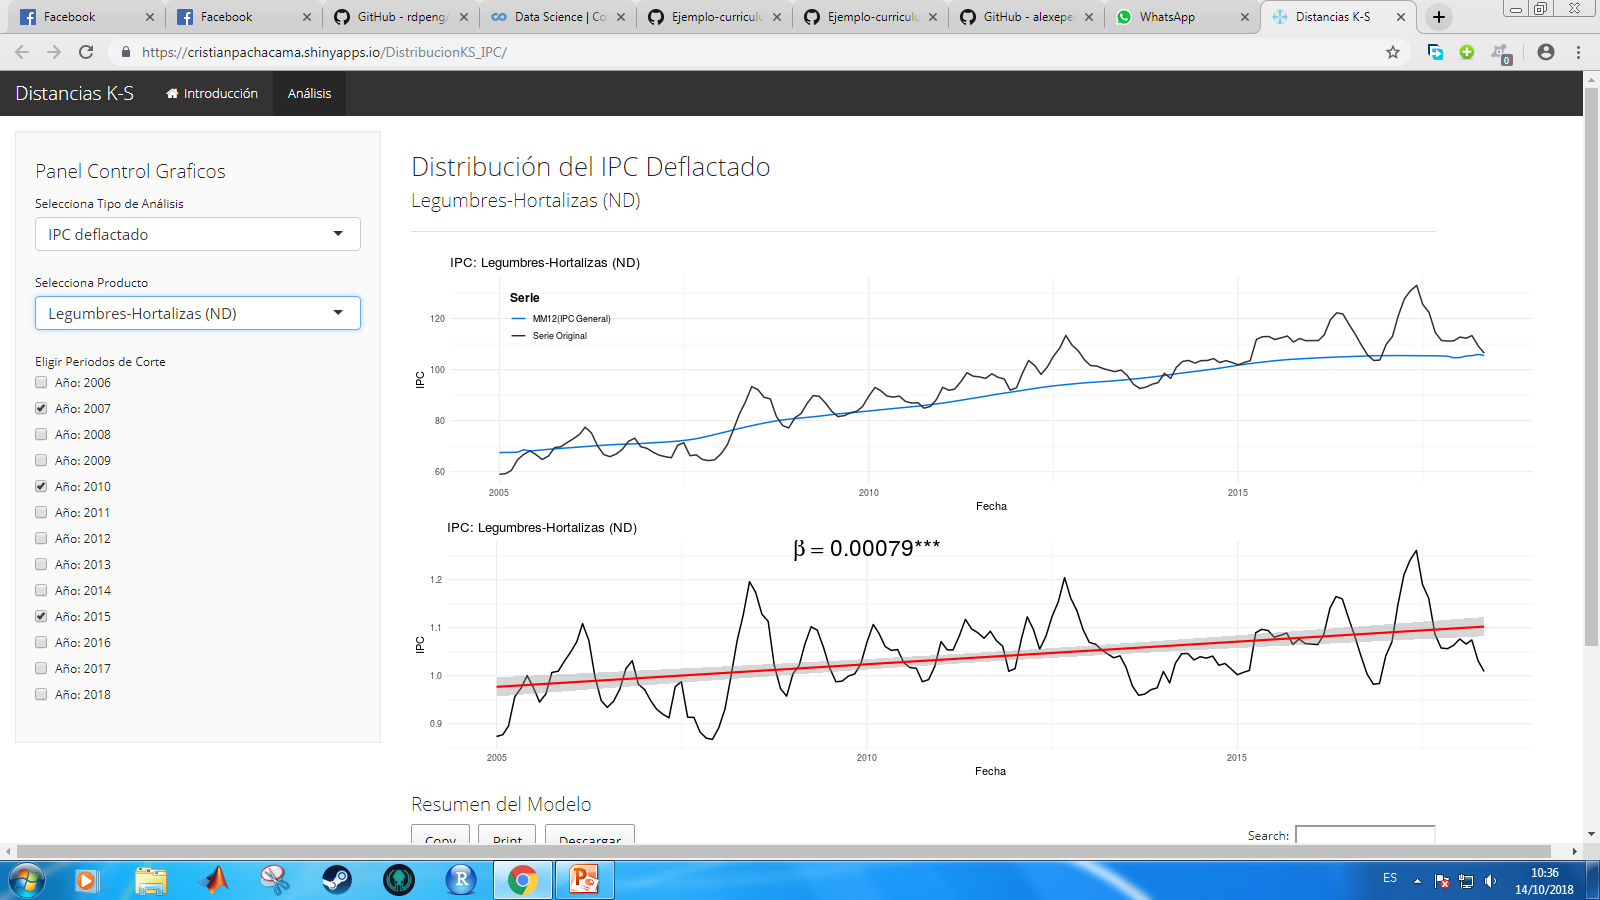 Facebook
Facebook
GitHub - rdpeng/
Data Science | Co
Ejemplo-curriculu
Ejemplo-curriculu
GitHub - alexepe
WhatsApp
Distancias K-S
https://cristianpachacama.shinyapps.io/DistribucionKS_IPC/
0
Distancias K-S
Introducción
Análisis
Panel Control Graficos
Selecciona Tipo de Análisis
IPC deflactado
Selecciona Producto
Legumbres-Hortalizas (ND)
Eligir Periodos de Corte
Año: 2006
Año: 2007
Año: 2008
Año: 2009
Año: 2010
Año: 2011
Año: 2012
Año: 2013
Año: 2014
Año: 2015
Año: 2016
Año: 2017
Año: 2018
Distribución del IPC Deflactado
Legumbres-Hortalizas (ND)
IPC: Legumbres-Hortalizas (ND)
Serie
MM12(IPC General)
Serie Original
120
100
80
60
IPC
2005
2010
2015
Fecha
IPC: Legumbres-Hortalizas (ND)
β = 0.00079***
1.2
1.1
1.0
0.9
IPC
2005
2010
2015
Fecha
Resumen del Modelo
Copy
Print
Descargar
Search:
ES
10:36
14/10/2018